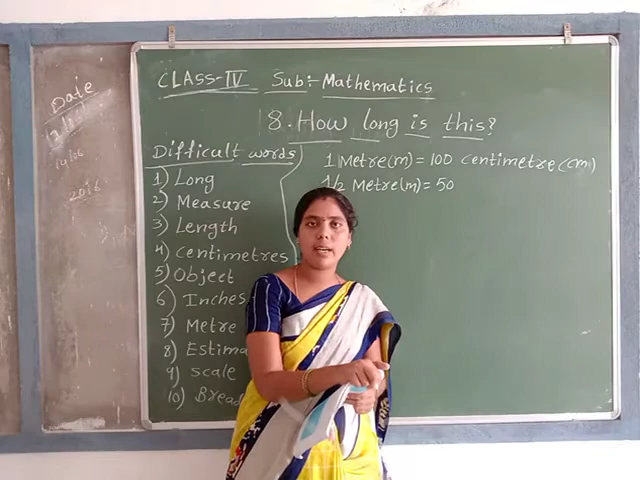 Date
CLASS-IV Sub:- Mathematics
8. How long is this?
Difficult words
1) Long
2) Measure
3) Length
4) centimetres
5) Object
6) Inches
7) Metre
8) Estima
9) scale
10) Bread
1 Metre(m) = 100 centimetre(cm)
1/2 Metre(m) = 50